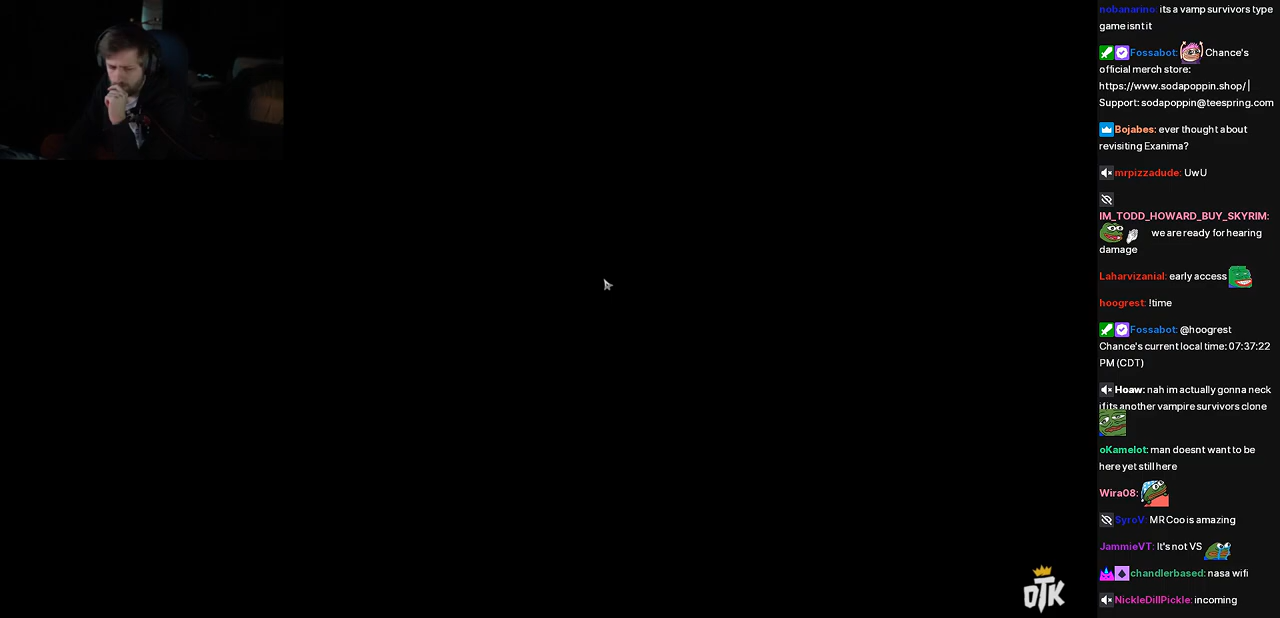 nobanarino: its a vamp survivors type
game isnt it
Fossabot: Chance's
official merch store:
https://www.sodapoppin.shop/ |
Support: sodapoppin@teespring.com
Bojabes: ever thought about
revisiting Exanima?
mrpizzadude: UwU
IM_TODD_HOWARD_BUY_SKYRIM:
we are ready for hearing
damage
Laharvizanial: early access
hoogrest: !time
Fossabot: @hoogrest
Chance's current local time: 07:37:22
PM (CDT)
Hoaw: nah im actually gonna neck
if its another vampire survivors clone
oKamelot: man doesnt want to be
here yet still here
Wira08:
SyroV: MR Coo is amazing
JammieVT: It's not VS
chandlerbased: nasa wifi
NickleDillPickle: incoming
OTK